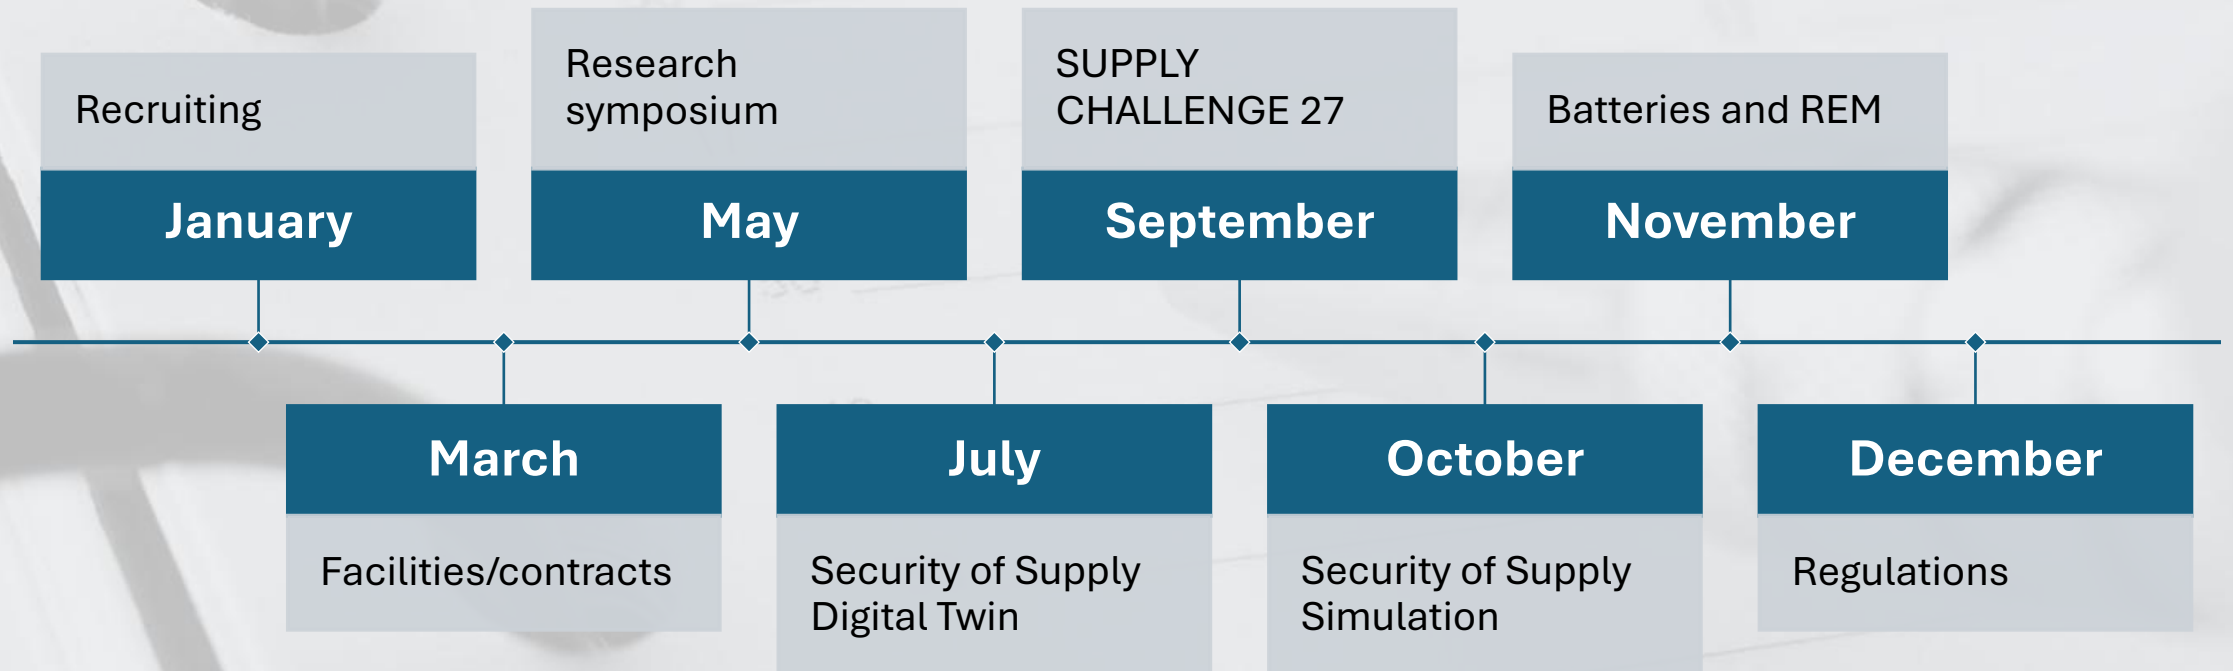 Recruiting
January
Research
symposium
May
SUPPLY
CHALLENGE 27
September
Batteries and REM
November
March
Facilities/contracts
July
Security of Supply
Digital Twin
October
Security of Supply
Simulation
December
Regulations